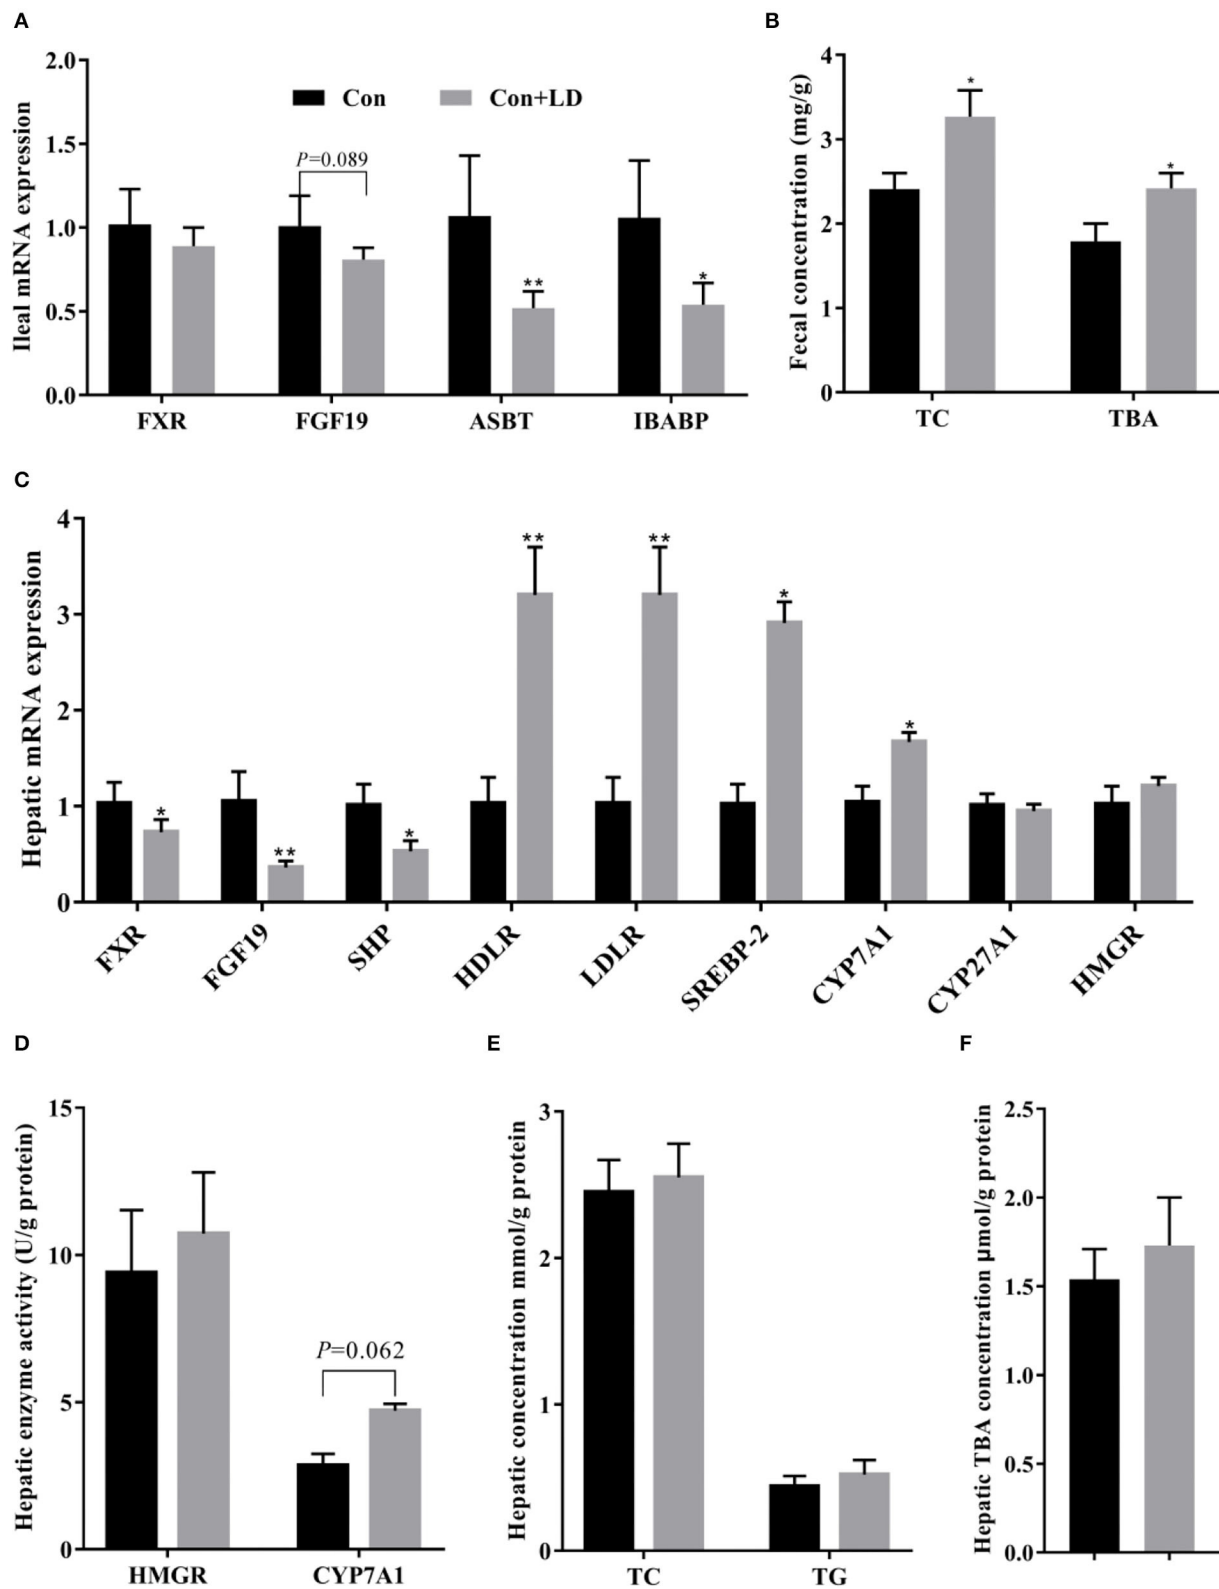 A
Ileal mRNA expression
2.0
1.5
1.0
0.5
0.0
Con
Con+LD
P=0.089
**
*
FXR
FGF19
ASBT
IBABP
B
Fecal concentration (mg/g)
4
3
2
1
0
*
*
TC
TBA
C
Hepatic mRNA expression
4
3
2
1
0
*
**
*
**
**
*
*
FXR
FGF19
SHP
HDLR
LDLR
SREBP-2
CYP7A1
CYP27A1
HMGR
D
Hepatic enzyme activity (U/g protein)
15
10
5
0
P=0.062
HMGR
CYP7A1
E
Hepatic concentration mmol/g protein
3
2
1
0
TC
TG
F
Hepatic TBA concentration µmol/g protein
2.5
2.0
1.5
1.0
0.5
0.0